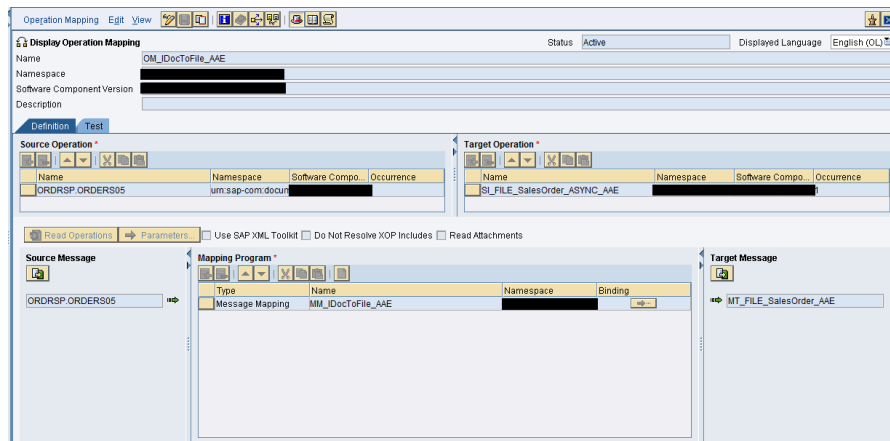 Operation Mapping Edit View
Display Operation Mapping Status Active Displayed Language English (OL)
Name OM_IDocToFile_AAE
Namespace
Software Component Version
Description
Definition Test
Source Operation * Target Operation *
Name Namespace Software Compo... Occurrence Name Namespace Software Compo... Occurrence
ORDRSP.ORDERS05 urn:sap-com:docun SI_FILE_SalesOrder_ASYNC_AAE 1
Read Operations Parameters... Use SAP XML Toolkit Do Not Resolve XOP Includes Read Attachments
Source Message Mapping Program * Target Message
Type Name Namespace Binding
ORDRSP.ORDERS05 Message Mapping MM_IDocToFile_AAE MT_FILE_SalesOrder_AAE